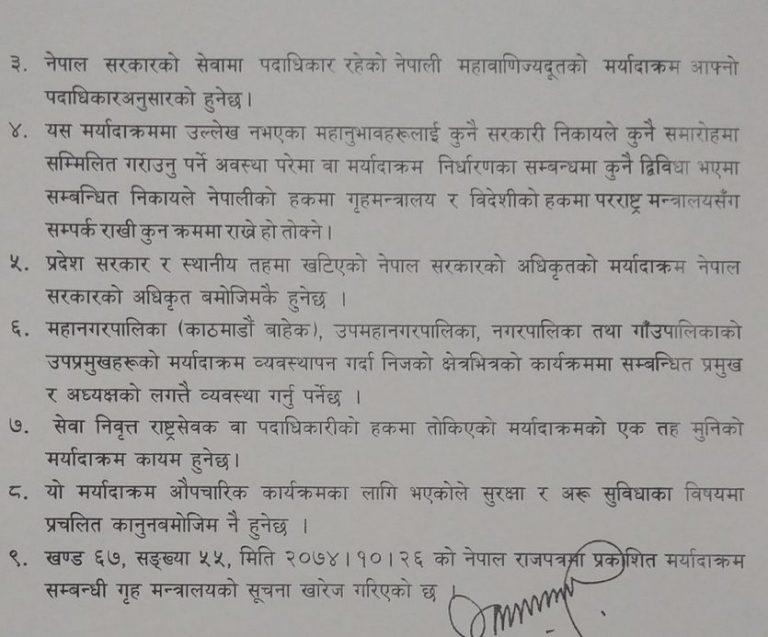 ३. नेपाल सरकारको सेवामा पदाधिकार रहेको नेपाली महावाणिज्यदूतको मर्यादाक्रम आफ्नो
पदाधिकारअनुसारको हुनेछ।
४. यस मर्यादाक्रममा उल्लेख नभएका महानुभावहरूलाई कुनै सरकारी निकायले कुनै समारोहमा
सम्मिलित गराउनु पर्ने अवस्था परेमा वा मर्यादाक्रम निर्धारणका सम्बन्धमा कुनै द्विविधा भएमा
सम्बन्धित निकायले नेपालीको हकमा गृहमन्त्रालय र विदेशीको हकमा परराष्ट्र मन्त्रालयसँग
सम्पर्क राखी कुन क्रममा राख्ने हो तोक्ने।
५. प्रदेश सरकार र स्थानीय तहमा खटिएको नेपाल सरकारको अधिकृतको मर्यादाक्रम नेपाल
सरकारको अधिकृत बमोजिमकै हुनेछ ।
६. महानगरपालिका (काठमाडौं बाहेक), उपमहानगरपालिका, नगरपालिका तथा गाँउपालिकाको
उपप्रमुखहरूको मर्यादाक्रम व्यवस्थापन गर्दा निजको क्षेत्रभित्रको कार्यक्रममा सम्बन्धित प्रमुख
र अध्यक्षको लगत्तै व्यवस्था गर्नु पर्नेछ ।
७. सेवा निवृत्त राष्ट्रसेवक वा पदाधिकारीको हकमा तोकिएको मर्यादाक्रमको एक तह मुनिको
मर्यादाक्रम कायम हुनेछ।
८. यो मर्यादाक्रम औपचारिक कार्यक्रमका लागि भएकोले सुरक्षा र अरू सुविधाका विषयमा
प्रचलित कानुनबमोजिम नै हुनेछ ।
९. खण्ड ६७, सङ्ख्या ५५, मिति २०७४।१०।२६ को नेपाल राजपत्रमा प्रकाशित मर्यादाक्रम
सम्बन्धी गृह मन्त्रालयको सूचना खारेज गरिएको छ ।